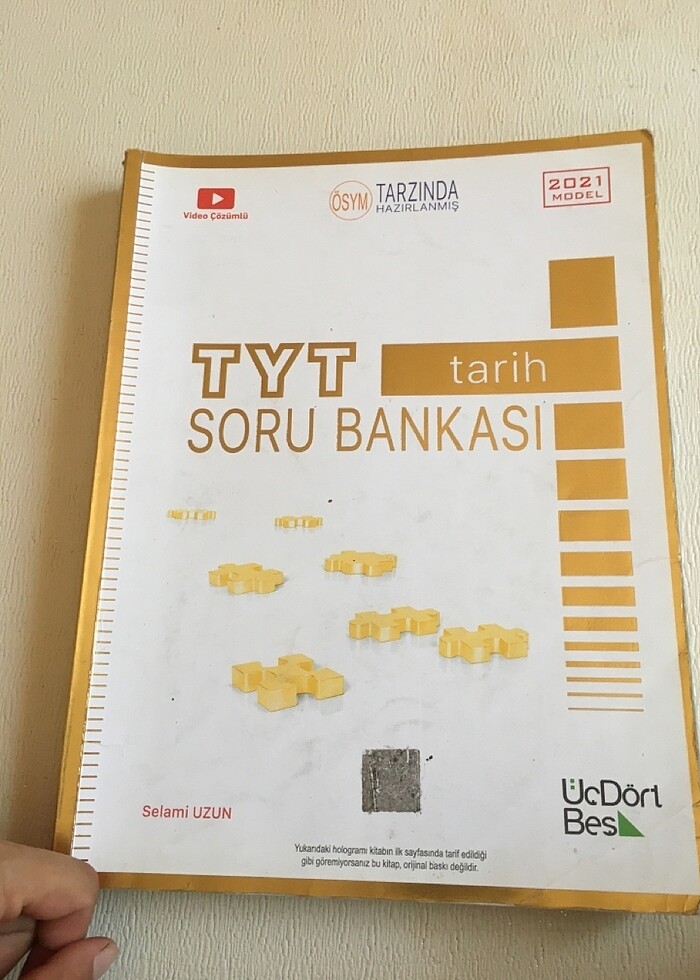 Video Çözümlü
ÖSYM TARZINDA
HAZIRLANMIŞ
2021
MODEL
TYT tarih
SORU BANKASI
Selami UZUN
ÜçDört
Beş
Yukarıdaki hologramı kitabın ilk sayfasında tarif edildiği
gibi göremiyorsanız bu kitap, orijinal baskı değildir.